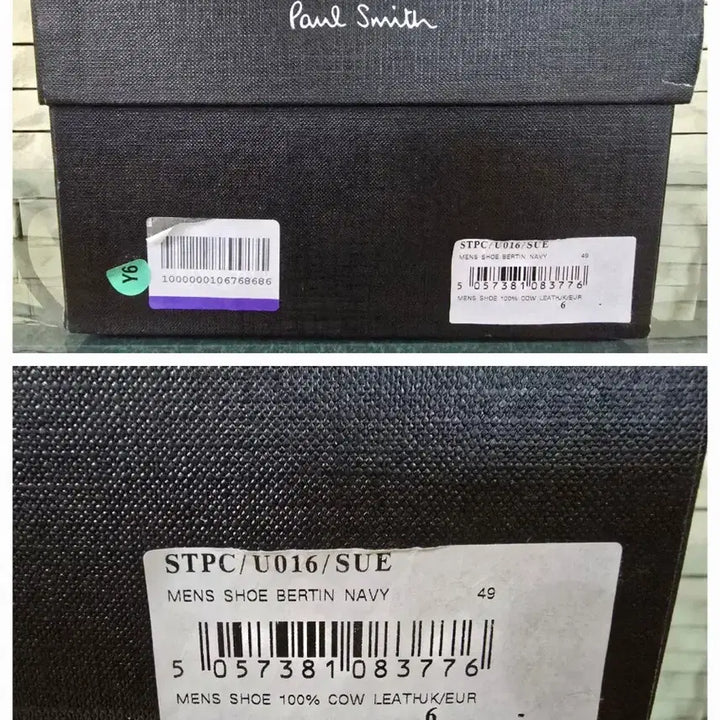 Paul Smith
Y6
1000000106768686
STPC/U016/SUE
MENS SHOE BERTIN NAVY 49
5 057381 083776
MENS SHOE 100% COW LEATHUK/EUR
6
STPC/U016/SUE
MENS SHOE BERTIN NAVY 49
5 057381 083776
MENS SHOE 100% COW LEATHUK/EUR
6 -